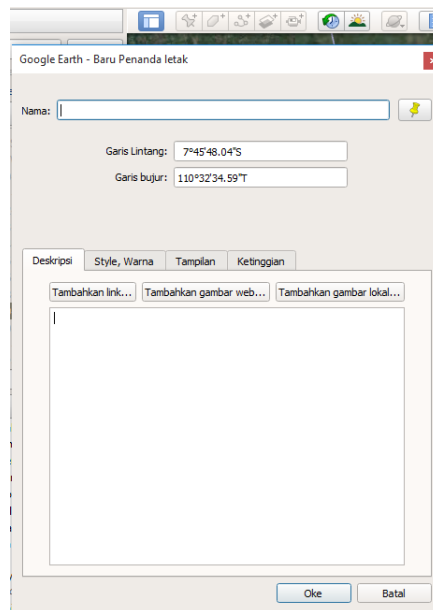 Google Earth - Baru Penanda letak
Nama:
Garis Lintang: 7°45'48.04"S
Garis bujur: 110°32'34.59"T
Deskripsi Style, Warna Tampilan Ketinggian
Tambahkan link... Tambahkan gambar web... Tambahkan gambar lokal...
Oke Batal